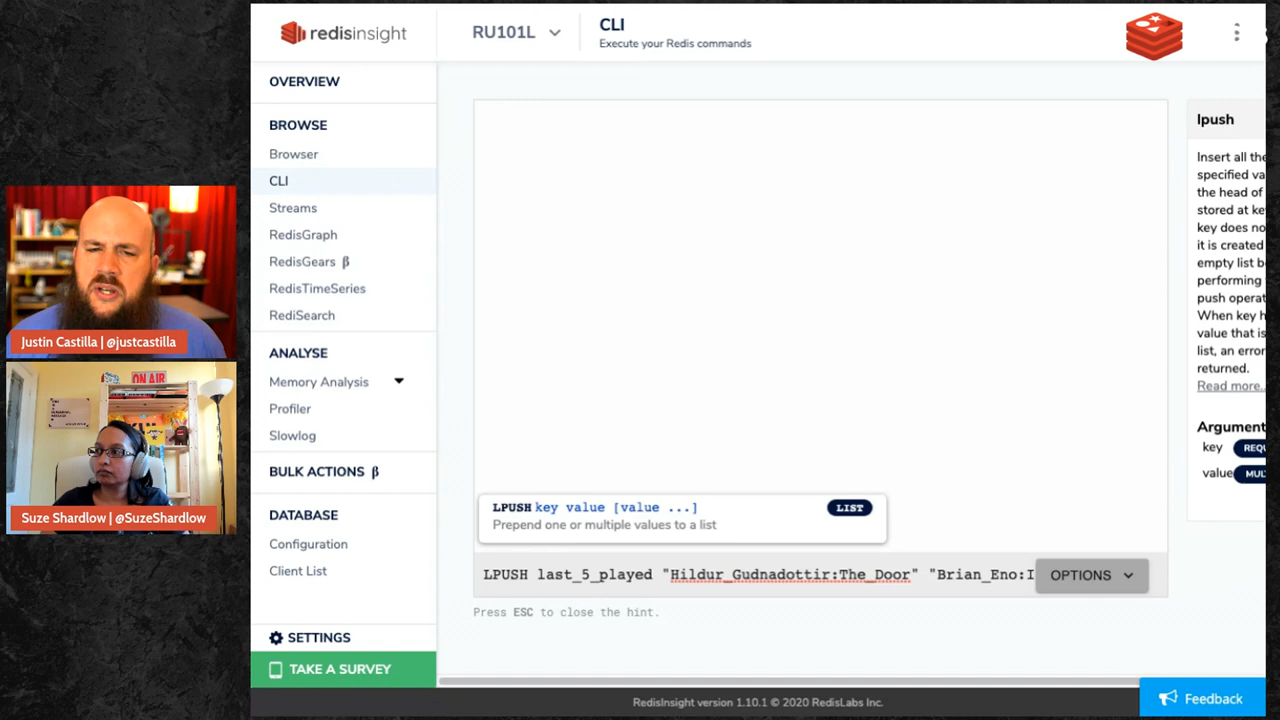 redisinsight
RU101L
CLI
Execute your Redis commands
OVERVIEW
BROWSE
Browser
CLI
Streams
RedisGraph
RedisGears β
RedisTimeSeries
RediSearch
ANALYSE
Memory Analysis
Profiler
Slowlog
BULK ACTIONS β
DATABASE
Configuration
Client List
SETTINGS
TAKE A SURVEY
LPUSH key value [value ...]
LIST
Prepend one or multiple values to a list
LPUSH last_5_played "Hildur_Gudnadottir:The_Door" "Brian_Eno:I
OPTIONS
Press ESC to close the hint.
lpush
Insert all the
specified va
the head of
stored at key
key does no
it is created
empty list b
performing
push operat
When key h
value that is
list, an error
returned.
Read more..
Argument
key REQ
value MUL
RedisInsight version 1.10.1 © 2020 RedisLabs Inc.
Feedback
Justin Castilla | @justcastilla
ON AIR
Suze Shardlow | @SuzeShardlow